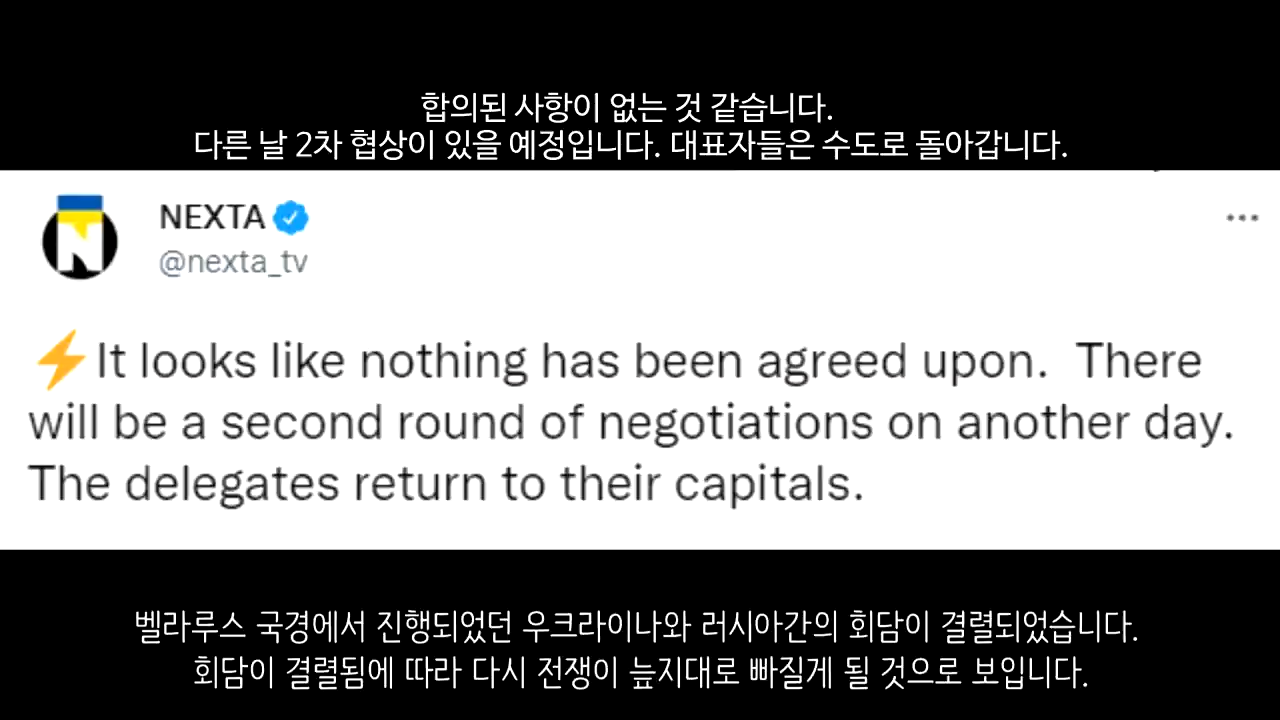 합의된 사항이 없는 것 같습니다.
다른 날 2차 협상이 있을 예정입니다. 대표자들은 수도로 돌아갑니다.
NEXTA
@nexta_tv
⚡It looks like nothing has been agreed upon. There
will be a second round of negotiations on another day.
The delegates return to their capitals.
벨라루스 국경에서 진행되었던 우크라이나와 러시아간의 회담이 결렬되었습니다.
회담이 결렬됨에 따라 다시 전쟁이 늪지대로 빠질게 될 것으로 보입니다.